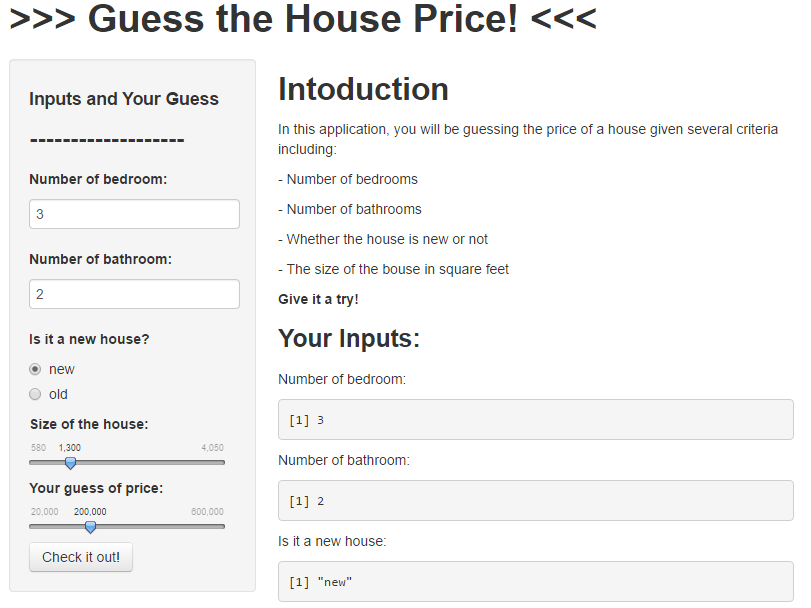 >>> Guess the House Price! <<<
Inputs and Your Guess
-------------------
Number of bedroom:
3
Number of bathroom:
2
Is it a new house?
new
old
Size of the house:
580 1,300 4,050
Your guess of price:
20,000 200,000 600,000
Check it out!
Intoduction
In this application, you will be guessing the price of a house given several criteria
including:
- Number of bedrooms
- Number of bathrooms
- Whether the house is new or not
- The size of the bouse in square feet
Give it a try!
Your Inputs:
Number of bedroom:
[1] 3
Number of bathroom:
[1] 2
Is it a new house:
[1] "new"